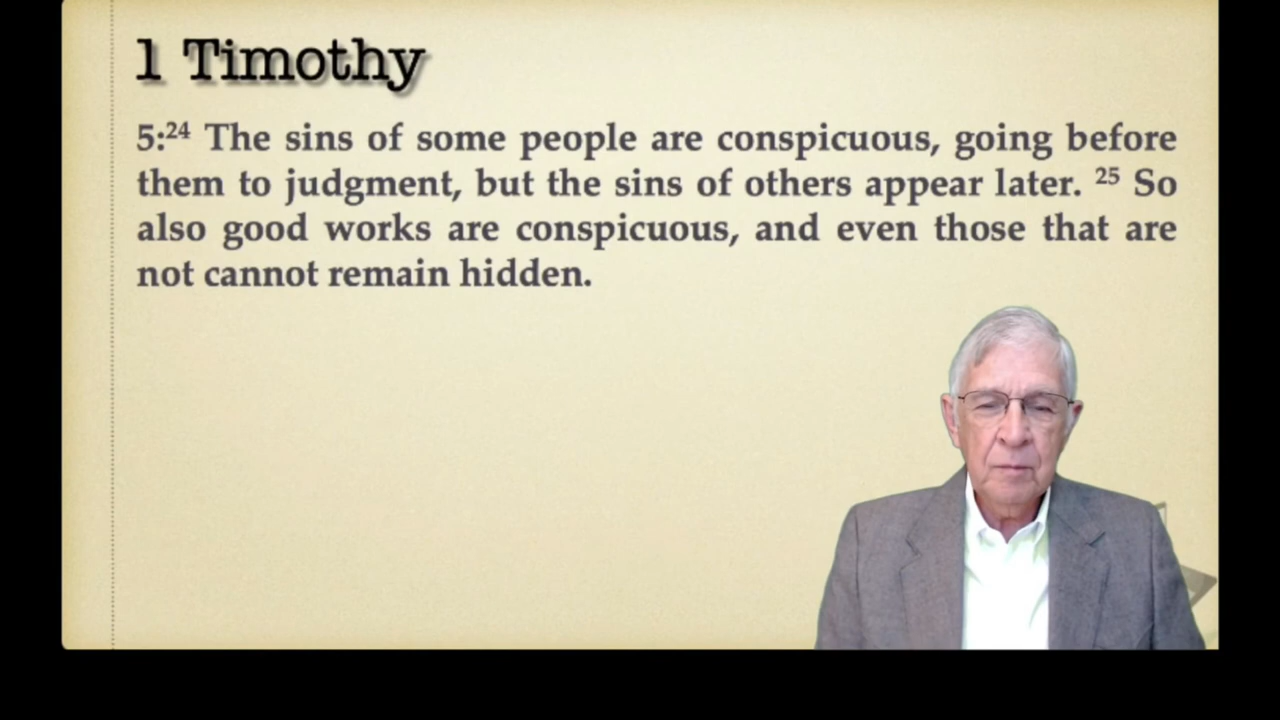 1 Timothy
5:²⁴ The sins of some people are conspicuous, going before
them to judgment, but the sins of others appear later. ²⁵ So
also good works are conspicuous, and even those that are
not cannot remain hidden.